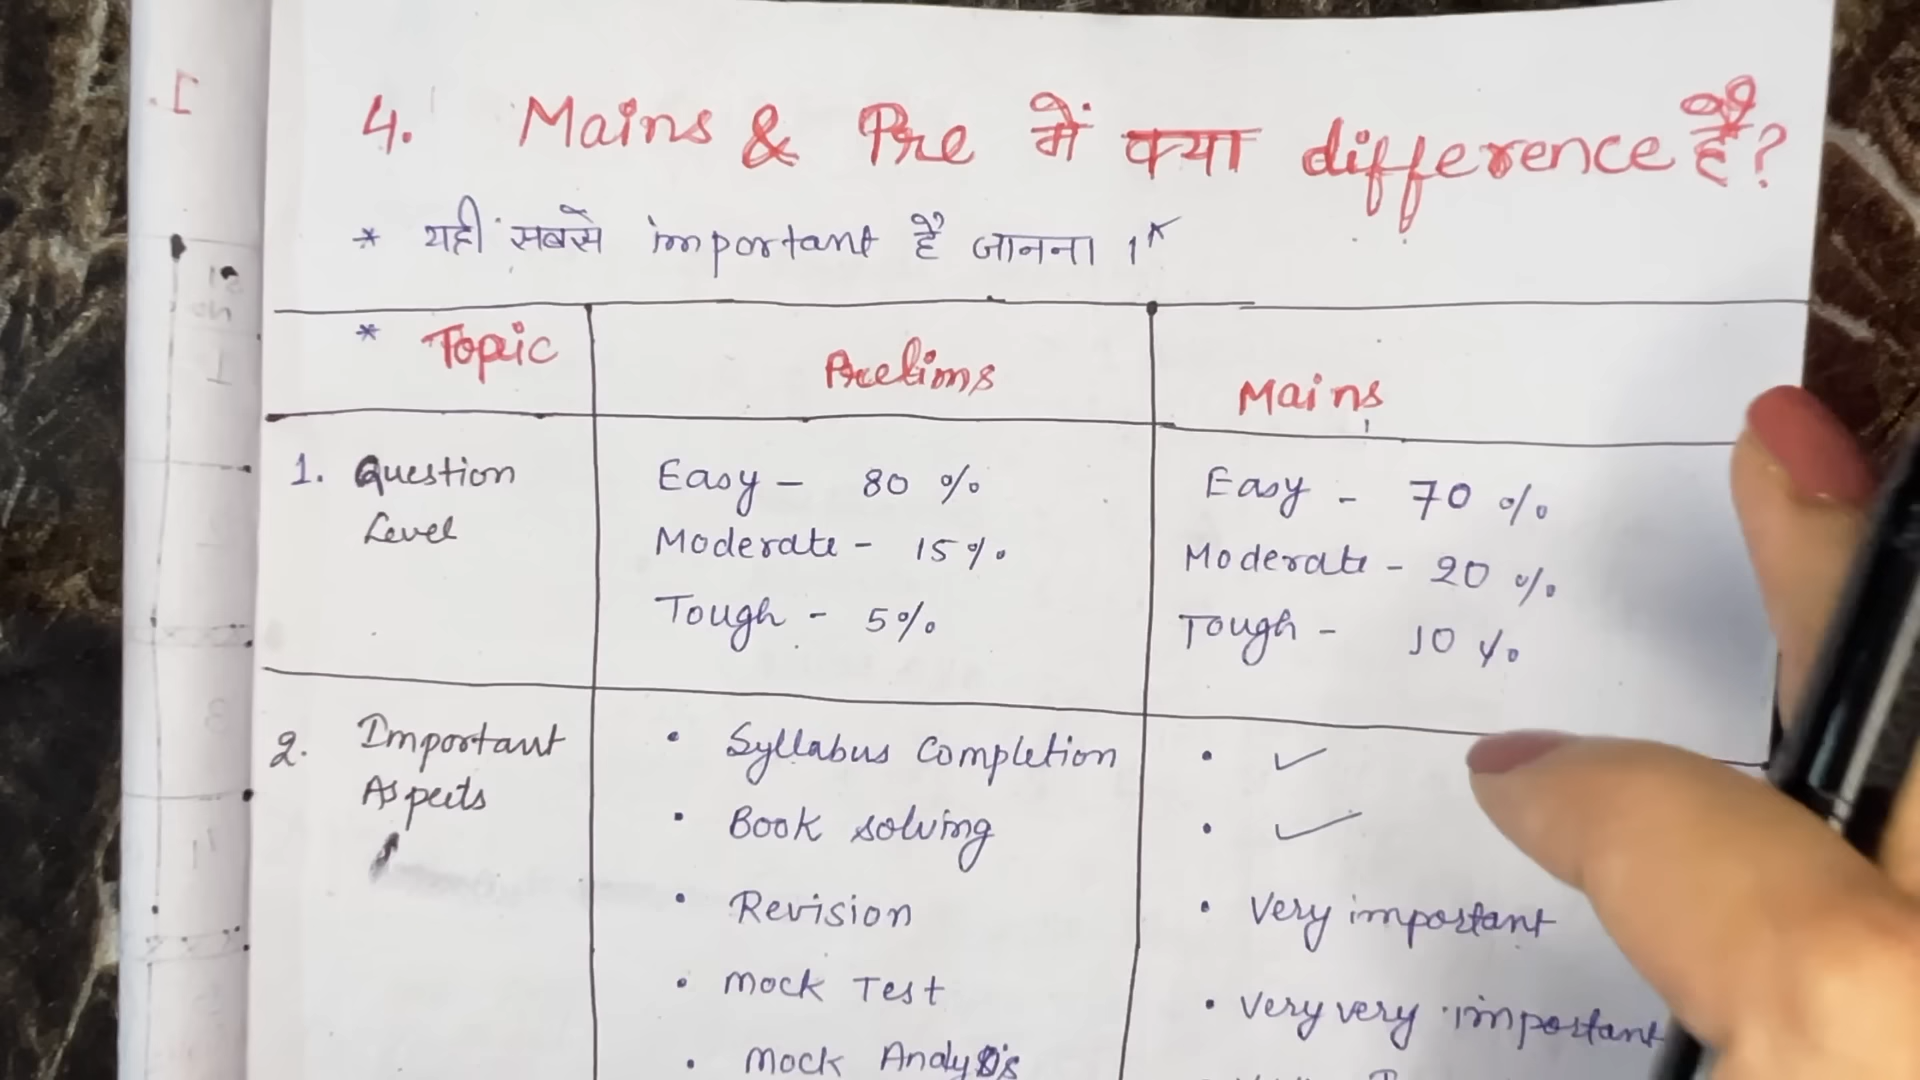 4. Mains & Pre में क्या difference है?
* यही सबसे important है जानना ।*
* Topic Prelims Mains
1. Question Level
Easy - 80 %
Moderate - 15%
Tough - 5%
Easy - 70 %
Moderate - 20 %
Tough - 10 %
2. Important
Aspects
• Syllabus Completion
• Book solving
• Revision
• Mock Test
• Mock Analysis
• ✓
• ✓
• Very important
• Very very important